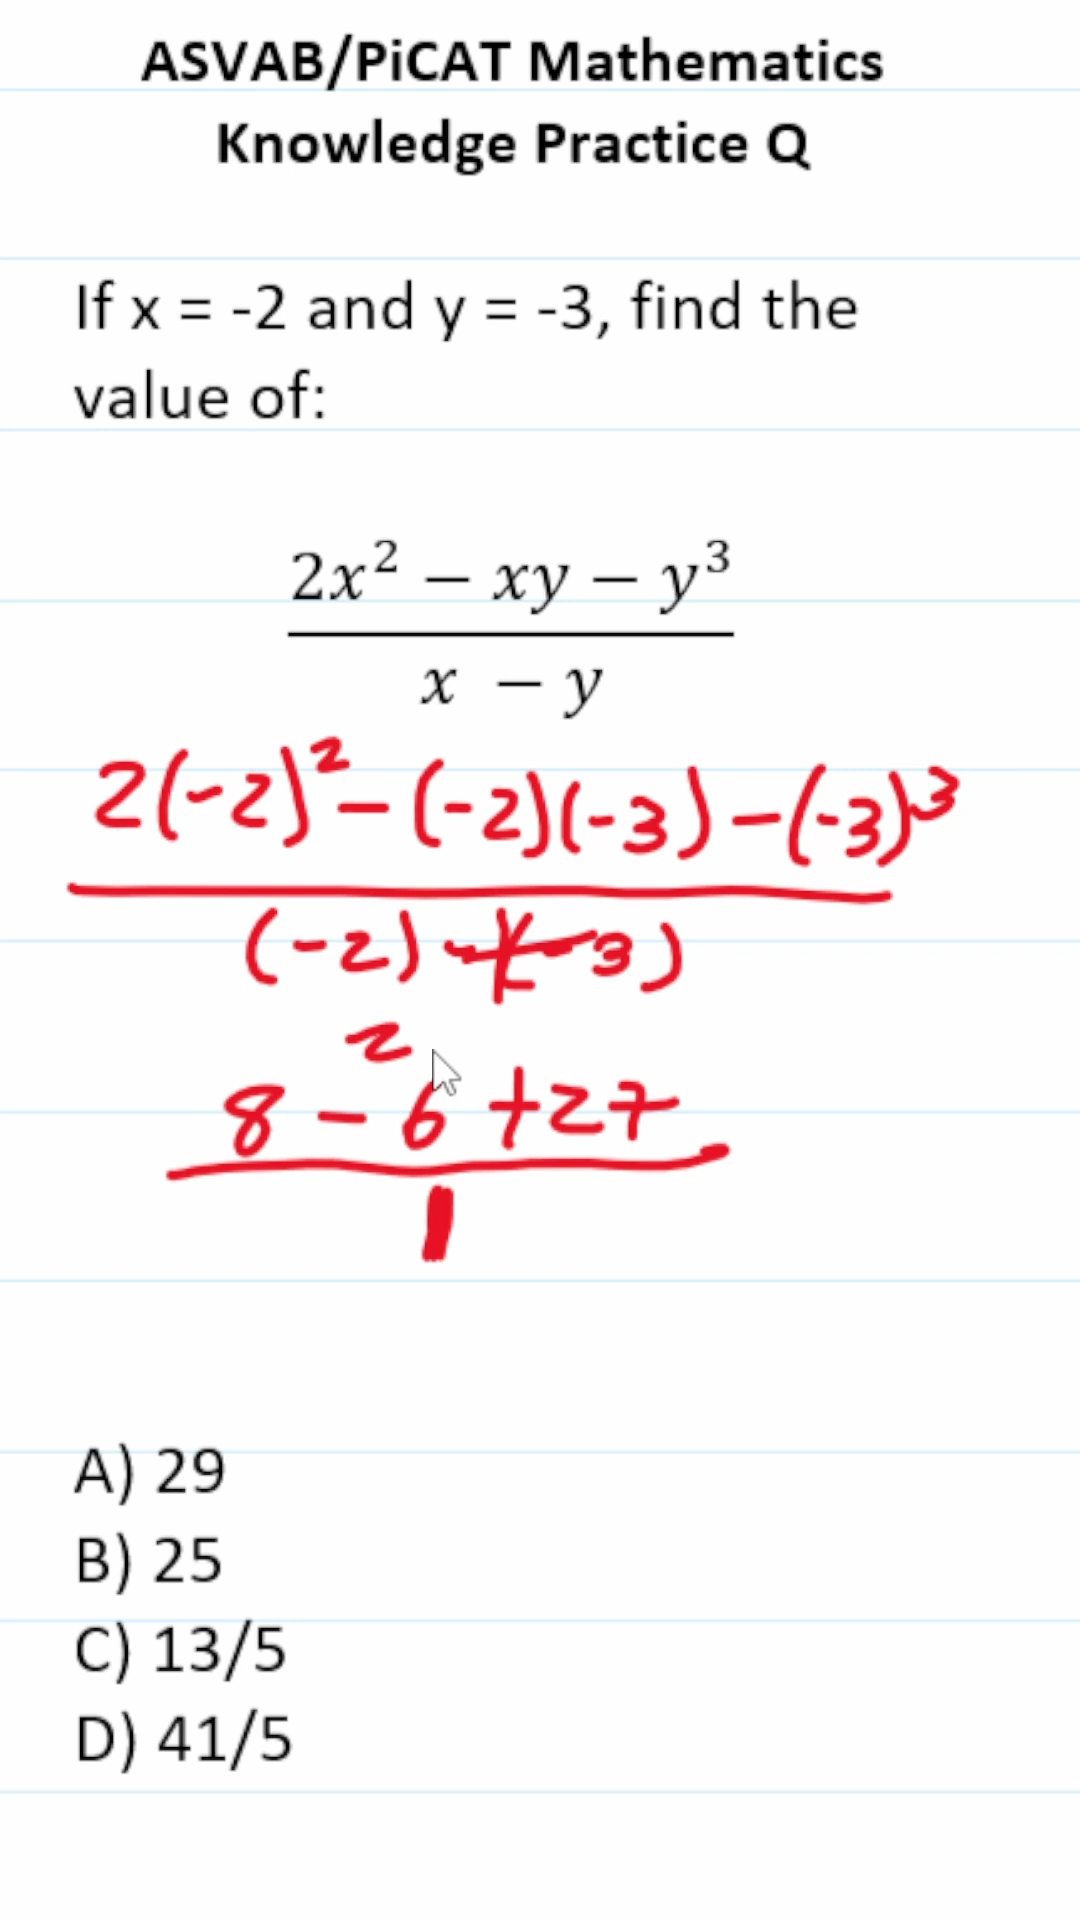 ASVAB/PiCAT Mathematics
Knowledge Practice Q
If x = -2 and y = -3, find the
value of:
2x² − xy − y³
x − y
2(-2)²-(-2)(-3)-(-3)³
(-2)-(-3)
2
8-6+27
1
A) 29
B) 25
C) 13/5
D) 41/5